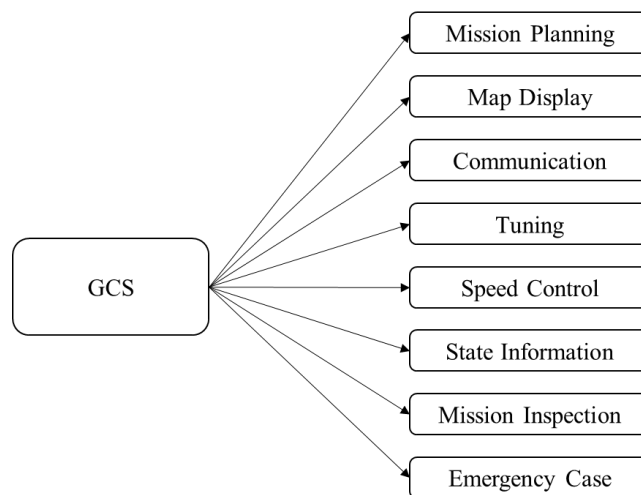 Mission Planning
Map Display
Communication
Tuning
GCS
Speed Control
State Information
Mission Inspection
Emergency Case